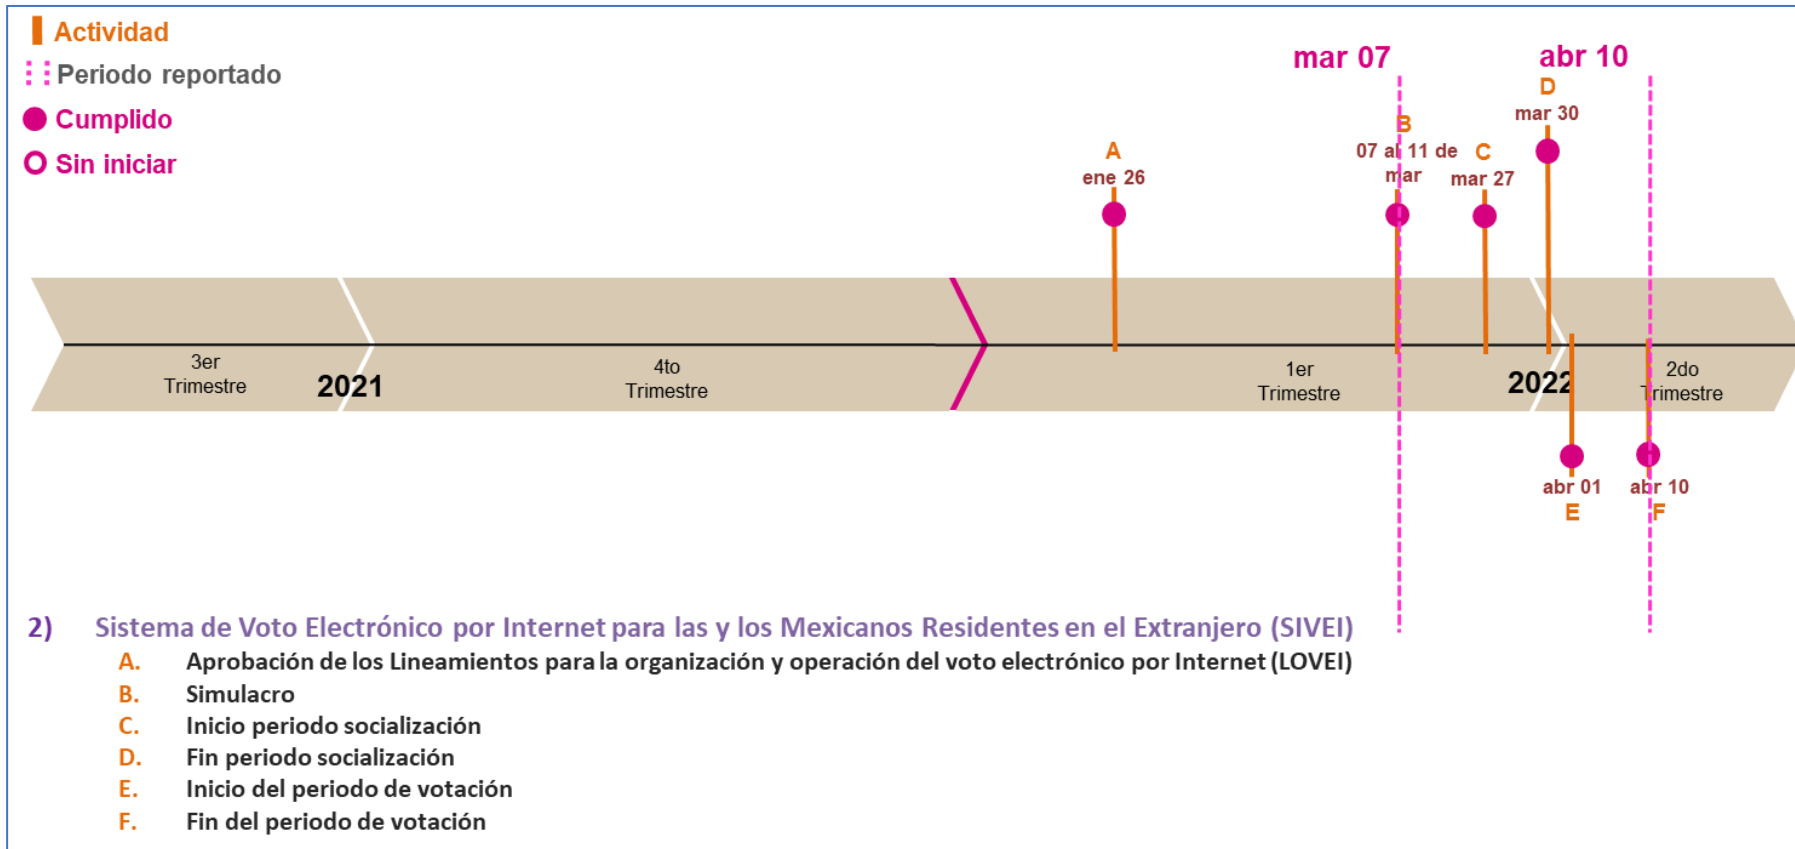 Actividad
Periodo reportado
Cumplido
Sin iniciar
mar 07
abr 10
D
mar 30
B
07 al 11 de
mar
A
ene 26
C
mar 27
3er
Trimestre
2021
4to
Trimestre
1er
Trimestre
2022
2do
Trimestre
abr 01
E
abr 10
F
2) Sistema de Voto Electrónico por Internet para las y los Mexicanos Residentes en el Extranjero (SIVEI)
A. Aprobación de los Lineamientos para la organización y operación del voto electrónico por Internet (LOVEI)
B. Simulacro
C. Inicio periodo socialización
D. Fin periodo socialización
E. Inicio del periodo de votación
F. Fin del periodo de votación